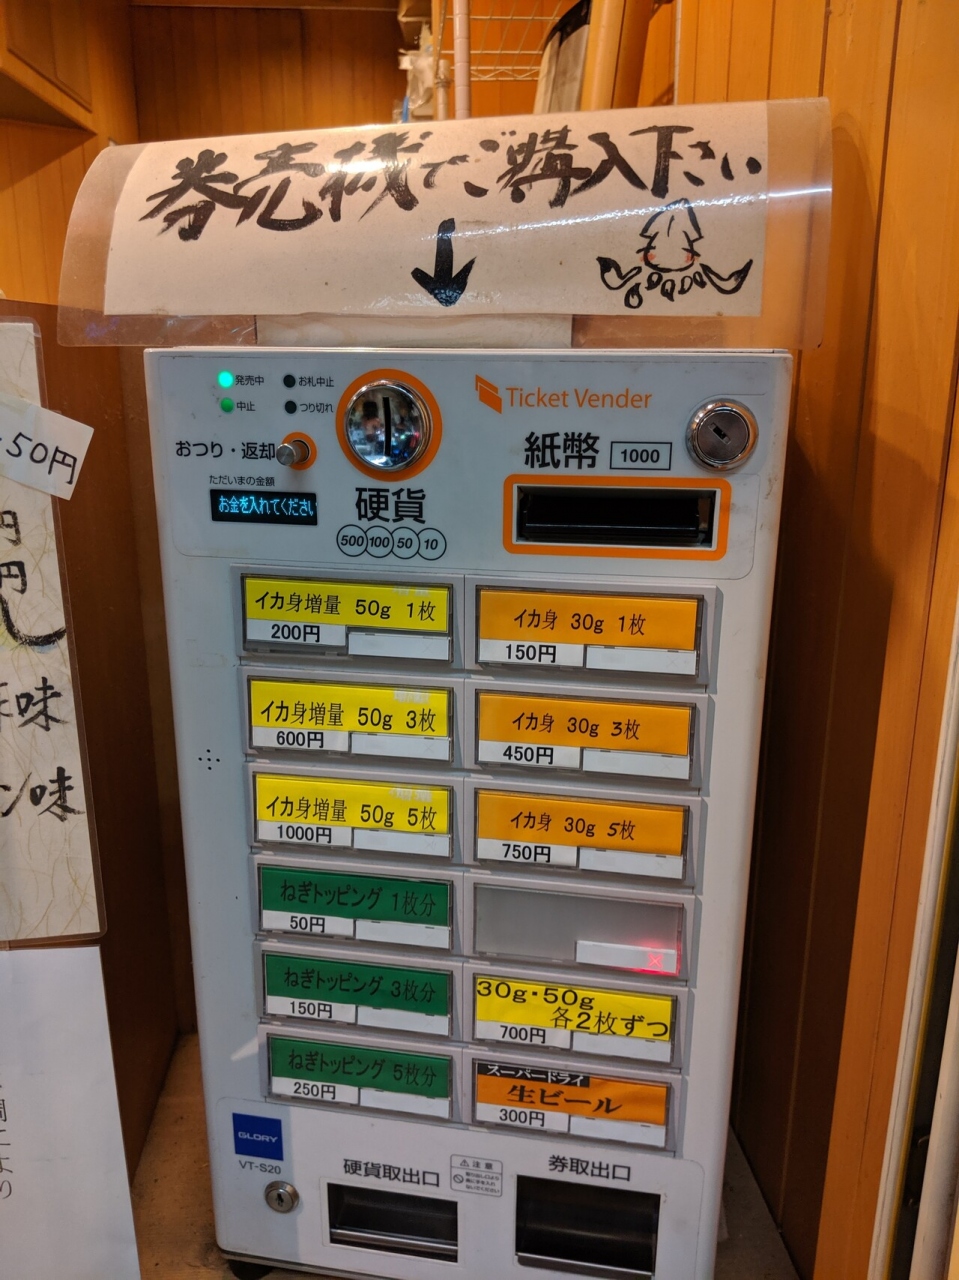 券売機でご購入下さい
↓
50円
円
円
味
ン味
発売中
お札中止
中止
つり切れ
おつり・返却
ただいまの金額
お金を入れてください
硬貨
500 100 50 10
Ticket Vender
紙幣 1000
イカ身増量 50g 1枚
200円
イカ身 30g 1枚
150円
イカ身増量 50g 3枚
600円
イカ身 30g 3枚
450円
イカ身増量 50g 5枚
1000円
イカ身 30g 5枚
750円
ねぎトッピング 1枚分
50円
ねぎトッピング 3枚分
150円
30g・50g
各2枚ずつ
700円
ねぎトッピング 5枚分
250円
スーパードライ
生ビール
300円
GLORY
VT-S20
硬貨取出口
注意
券取出口